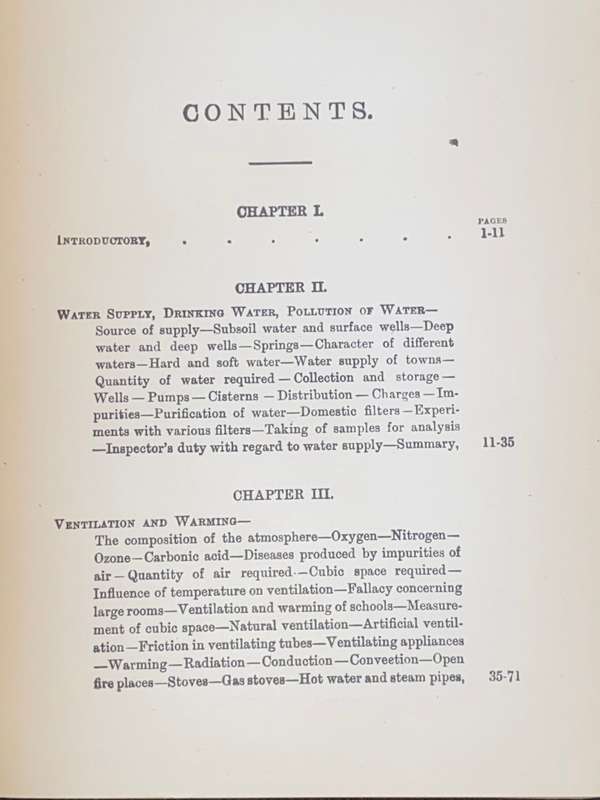 CONTENTS.
CHAPTER I.
PAGES
INTRODUCTORY, . . . . . . . 1-11
CHAPTER II.
WATER SUPPLY, DRINKING WATER, POLLUTION OF WATER—
Source of supply—Subsoil water and surface wells—Deep
water and deep wells—Springs—Character of different
waters—Hard and soft water—Water supply of towns—
Quantity of water required—Collection and storage—
Wells—Pumps—Cisterns—Distribution—Charges—Im-
purities—Purification of water—Domestic filters—Experi-
ments with various filters—Taking of samples for analysis
—Inspector's duty with regard to water supply—Summary, 11-35
CHAPTER III.
VENTILATION AND WARMING—
The composition of the atmosphere—Oxygen—Nitrogen—
Ozone—Carbonic acid—Diseases produced by impurities of
air—Quantity of air required—Cubic space required—
Influence of temperature on ventilation—Fallacy concerning
large rooms—Ventilation and warming of schools—Measure-
ment of cubic space—Natural ventilation—Artificial ventil-
ation—Friction in ventilating tubes—Ventilating appliances
—Warming—Radiation—Conduction—Convection—Open
fire places—Stoves—Gas stoves—Hot water and steam pipes, 35-71